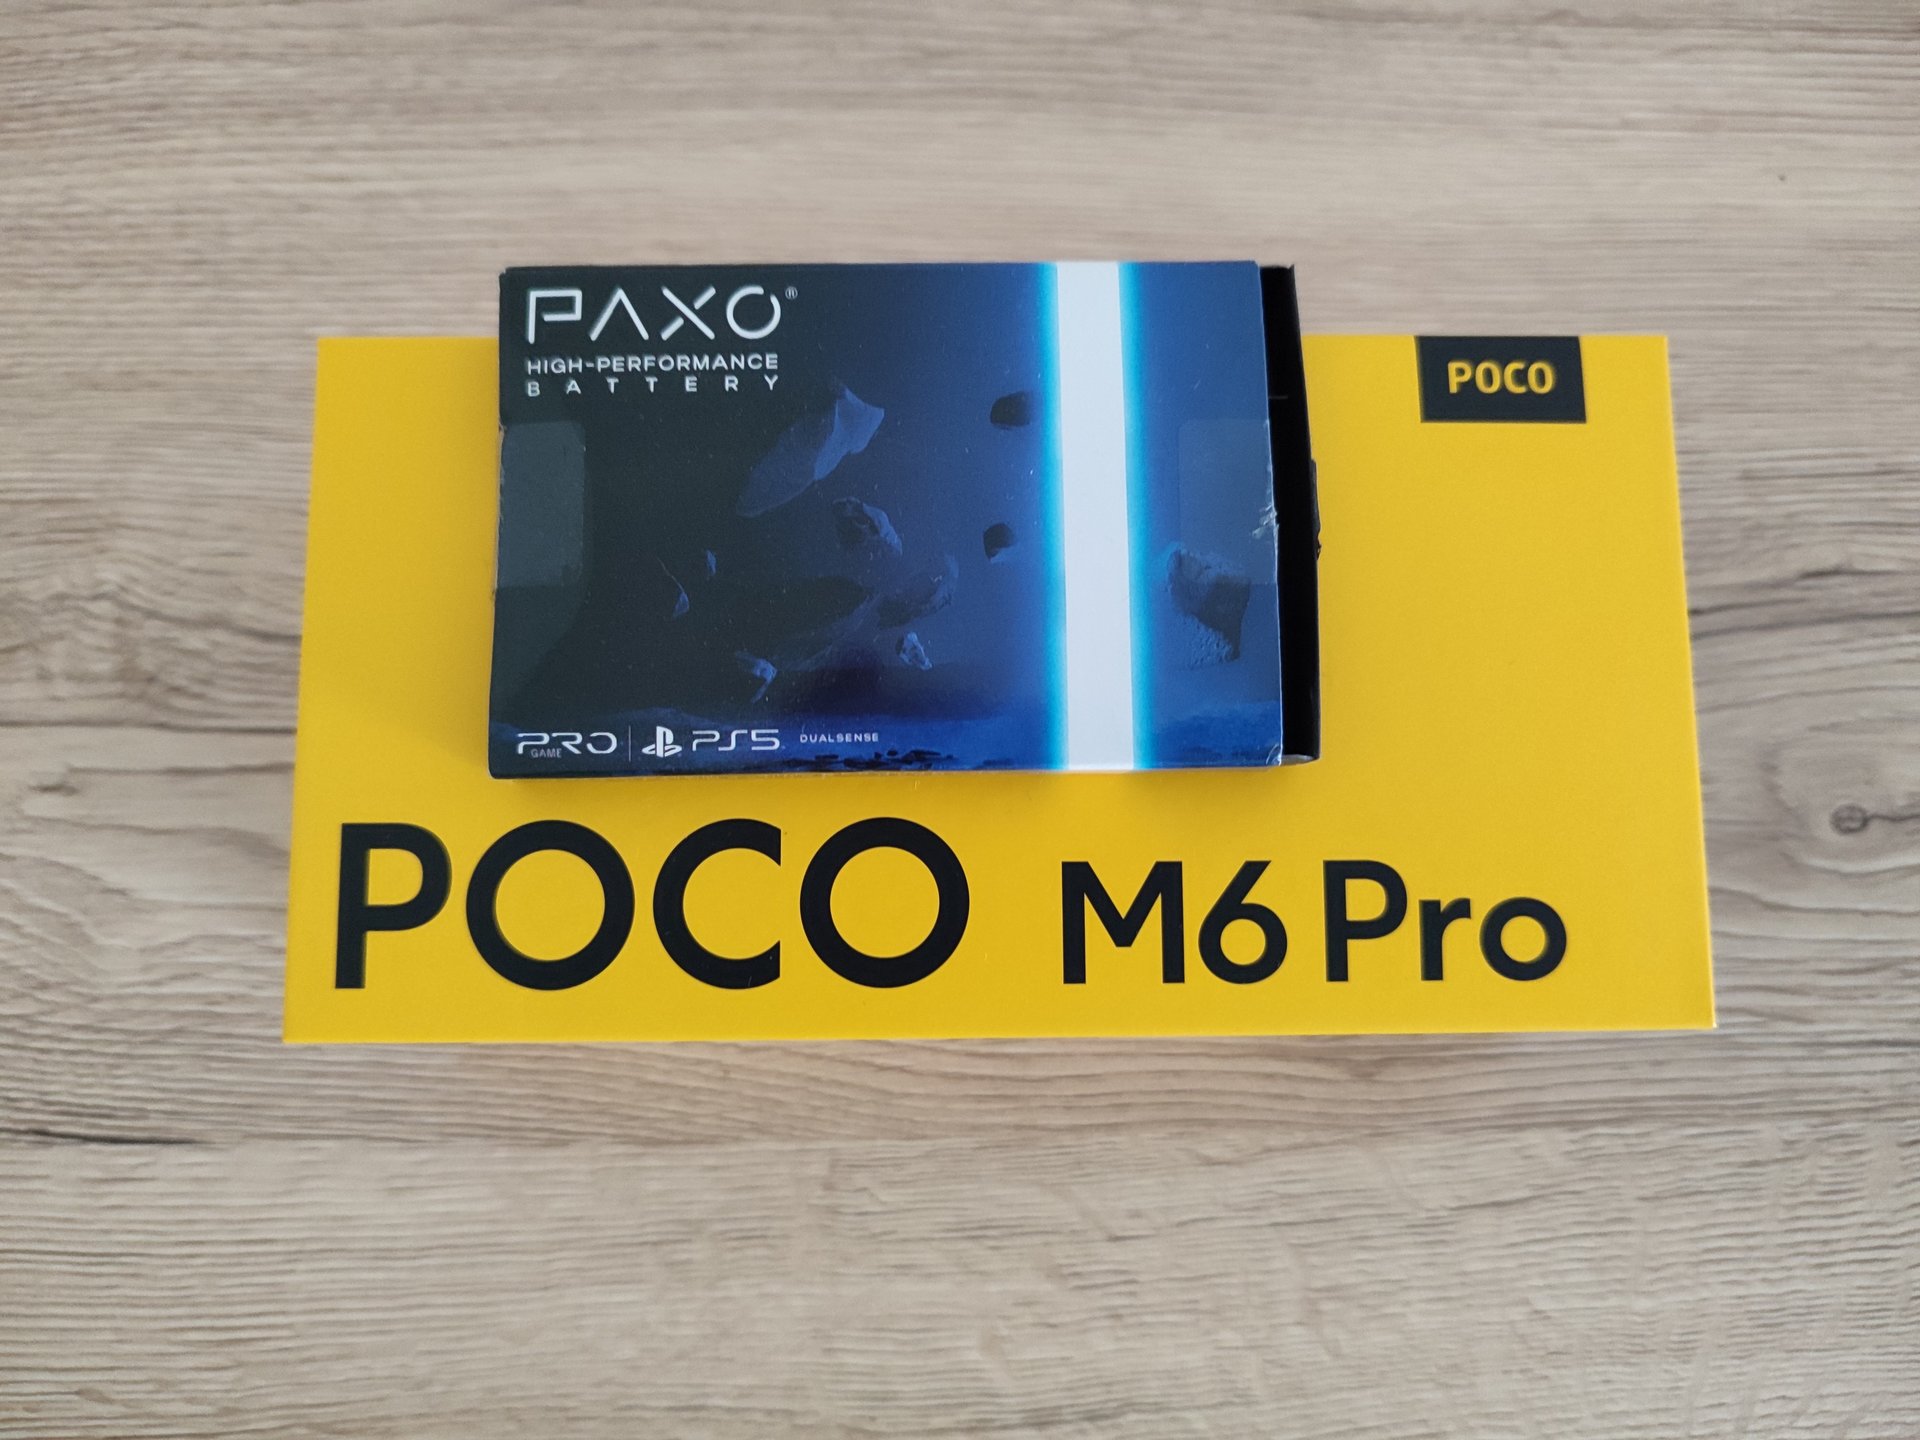 PAXO®
HIGH-PERFORMANCE
BATTERY
PRO
GAME
PS5
DUALSENSE
POCO
POCO M6 Pro